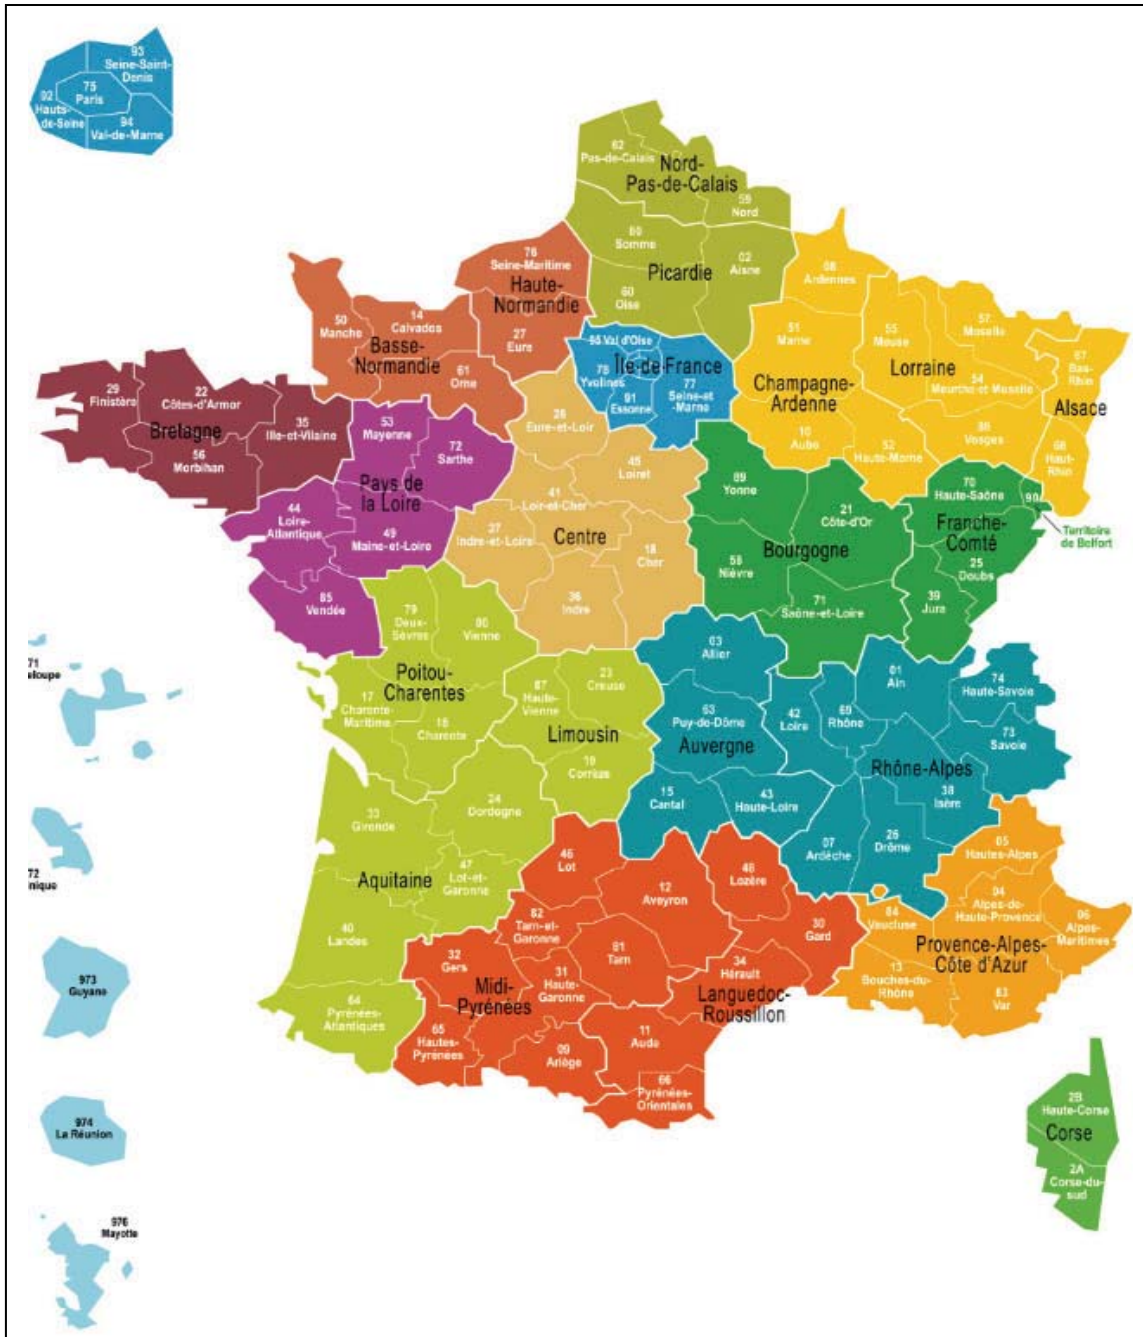 93
Seine-Saint-
Denis
75
Paris
92
Hauts-
de-Seine
94
Val-de-Marne
62
Pas-de-Calais
Nord-
Pas-de-Calais
59
Nord
80
Somme
02
Aisne
Picardie
60
Oise
76
Seine-Maritime
Haute-
Normandie
27
Eure
50
Manche
14
Calvados
Basse-
Normandie
61
Orne
95 Val d'Oise
Île-de-France
78
Yvelines
77
Seine-et
-Marne
91
Essonne
08
Ardennes
51
Marne
Champagne-
Ardenne
10
Aube
52
Haute-Marne
55
Meuse
57
Moselle
Lorraine
54
Meurthe-et Moselle
88
Vosges
67
Bas-
Rhin
Alsace
68
Haut-
Rhin
29
Finistère
22
Côtes-d'Armor
35
Ille-et-Vilaine
Bretagne
56
Morbihan
53
Mayenne
72
Sarthe
Pays de
la Loire
44
Loire-
Atlantique
49
Maine-et-Loire
85
Vendée
28
Eure-et-Loir
45
Loiret
41
Loir-et-Cher
37
Indre-et-Loire
Centre
18
Cher
36
Indre
89
Yonne
21
Côte-d'Or
Bourgogne
58
Nièvre
71
Saône-et-Loire
70
Haute-Saône
90
Territoire
de Belfort
Franche-
Comté
25
Doubs
39
Jura
79
Deux-
Sèvres
86
Vienne
Poitou-
Charentes
17
Charente-
Maritime
16
Charente
23
Creuse
87
Haute-
Vienne
Limousin
19
Corrèze
03
Allier
63
Puy-de-Dôme
Auvergne
15
Cantal
43
Haute-Loire
01
Ain
74
Haute-Savoie
42
Loire
69
Rhône
73
Savoie
Rhône-Alpes
38
Isère
07
Ardèche
26
Drôme
24
Dordogne
33
Gironde
47
Lot-et-
Garonne
Aquitaine
40
Landes
64
Pyrénées-
Atlantiques
46
Lot
12
Aveyron
82
Tarn-et-
Garonne
81
Tarn
32
Gers
31
Haute-
Garonne
Midi-
Pyrénées
65
Hautes-
Pyrénées
09
Ariège
48
Lozère
30
Gard
34
Hérault
Languedoc-
Roussillon
11
Aude
66
Pyrénées-
Orientales
05
Hautes-Alpes
04
Alpes-de-
Haute-Provence
06
Alpes-
Maritimes
84
Vaucluse
Provence-Alpes-
Côte d'Azur
13
Bouches-du-
Rhône
83
Var
2B
Haute-Corse
Corse
2A
Corse-du-
sud
71
eloupe
72
inique
973
Guyane
974
La Réunion
976
Mayotte